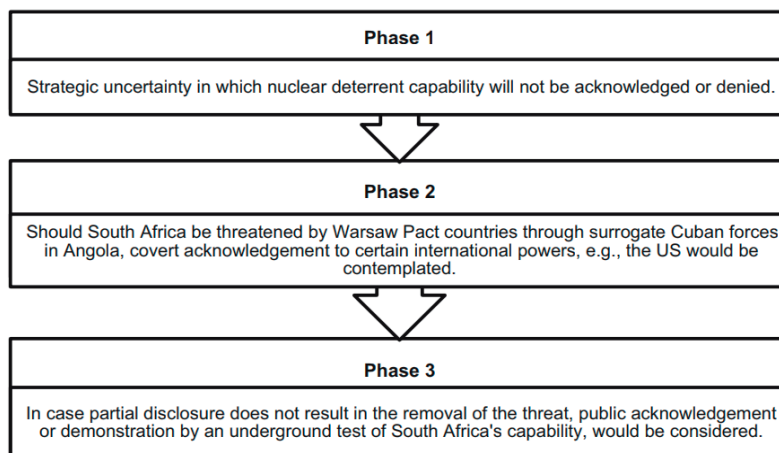 Phase 1
Strategic uncertainty in which nuclear deterrent capability will not be acknowledged or denied.
Phase 2
Should South Africa be threatened by Warsaw Pact countries through surrogate Cuban forces
in Angola, covert acknowledgement to certain international powers, e.g., the US would be
contemplated.
Phase 3
In case partial disclosure does not result in the removal of the threat, public acknowledgement
or demonstration by an underground test of South Africa's capability, would be considered.